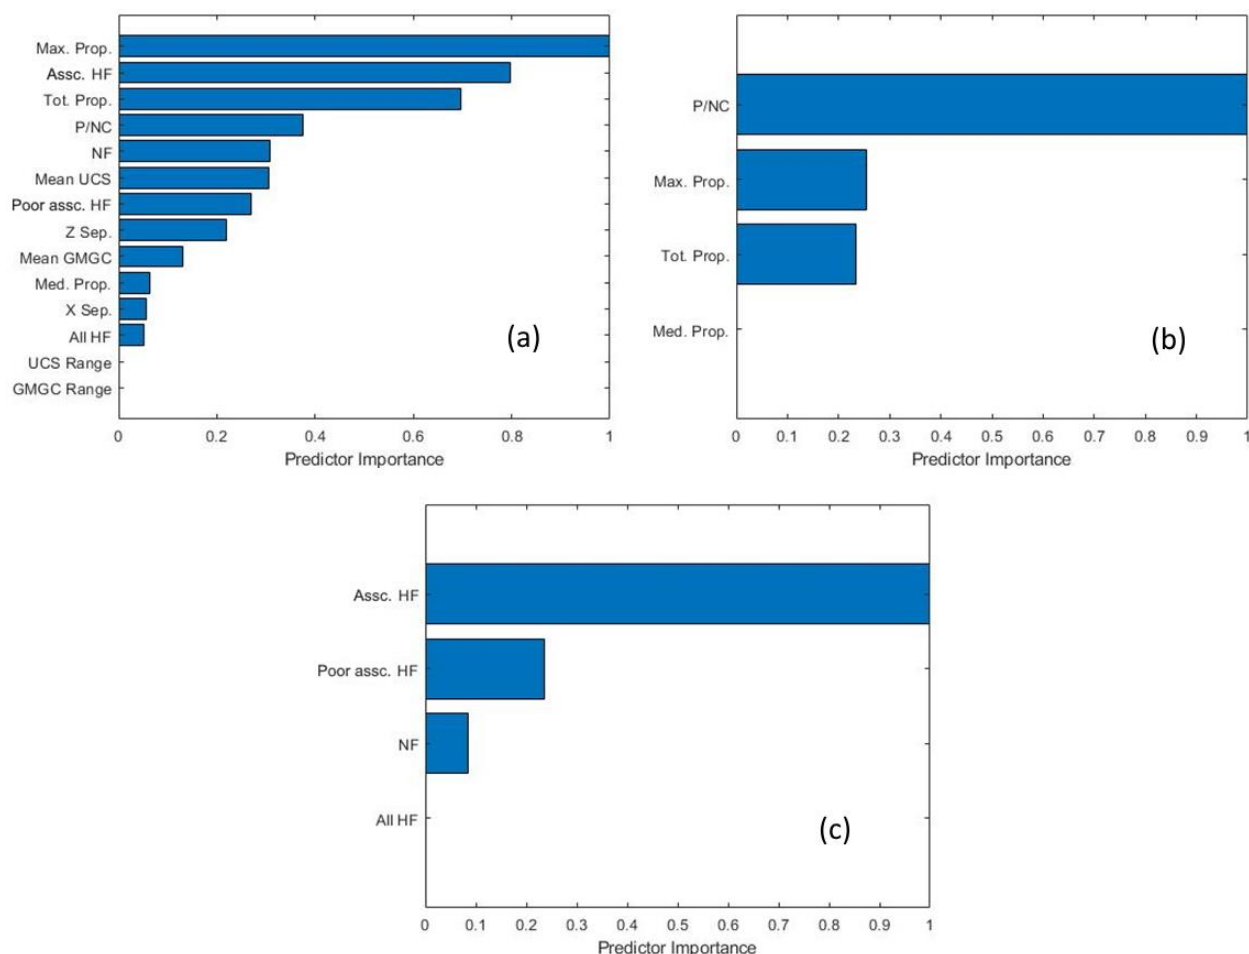 Max. Prop.
Assc. HF
Tot. Prop.
P/NC
NF
Mean UCS
Poor assc. HF
Z Sep.
Mean GMGC
Med. Prop.
X Sep.
All HF
UCS Range
GMGC Range
(a)
0 0.2 0.4 0.6 0.8 1
Predictor Importance
P/NC
Max. Prop.
Tot. Prop.
Med. Prop.
(b)
0 0.1 0.2 0.3 0.4 0.5 0.6 0.7 0.8 0.9 1
Predictor Importance
Assc. HF
Poor assc. HF
NF
All HF
(c)
0 0.1 0.2 0.3 0.4 0.5 0.6 0.7 0.8 0.9 1
Predictor Importance